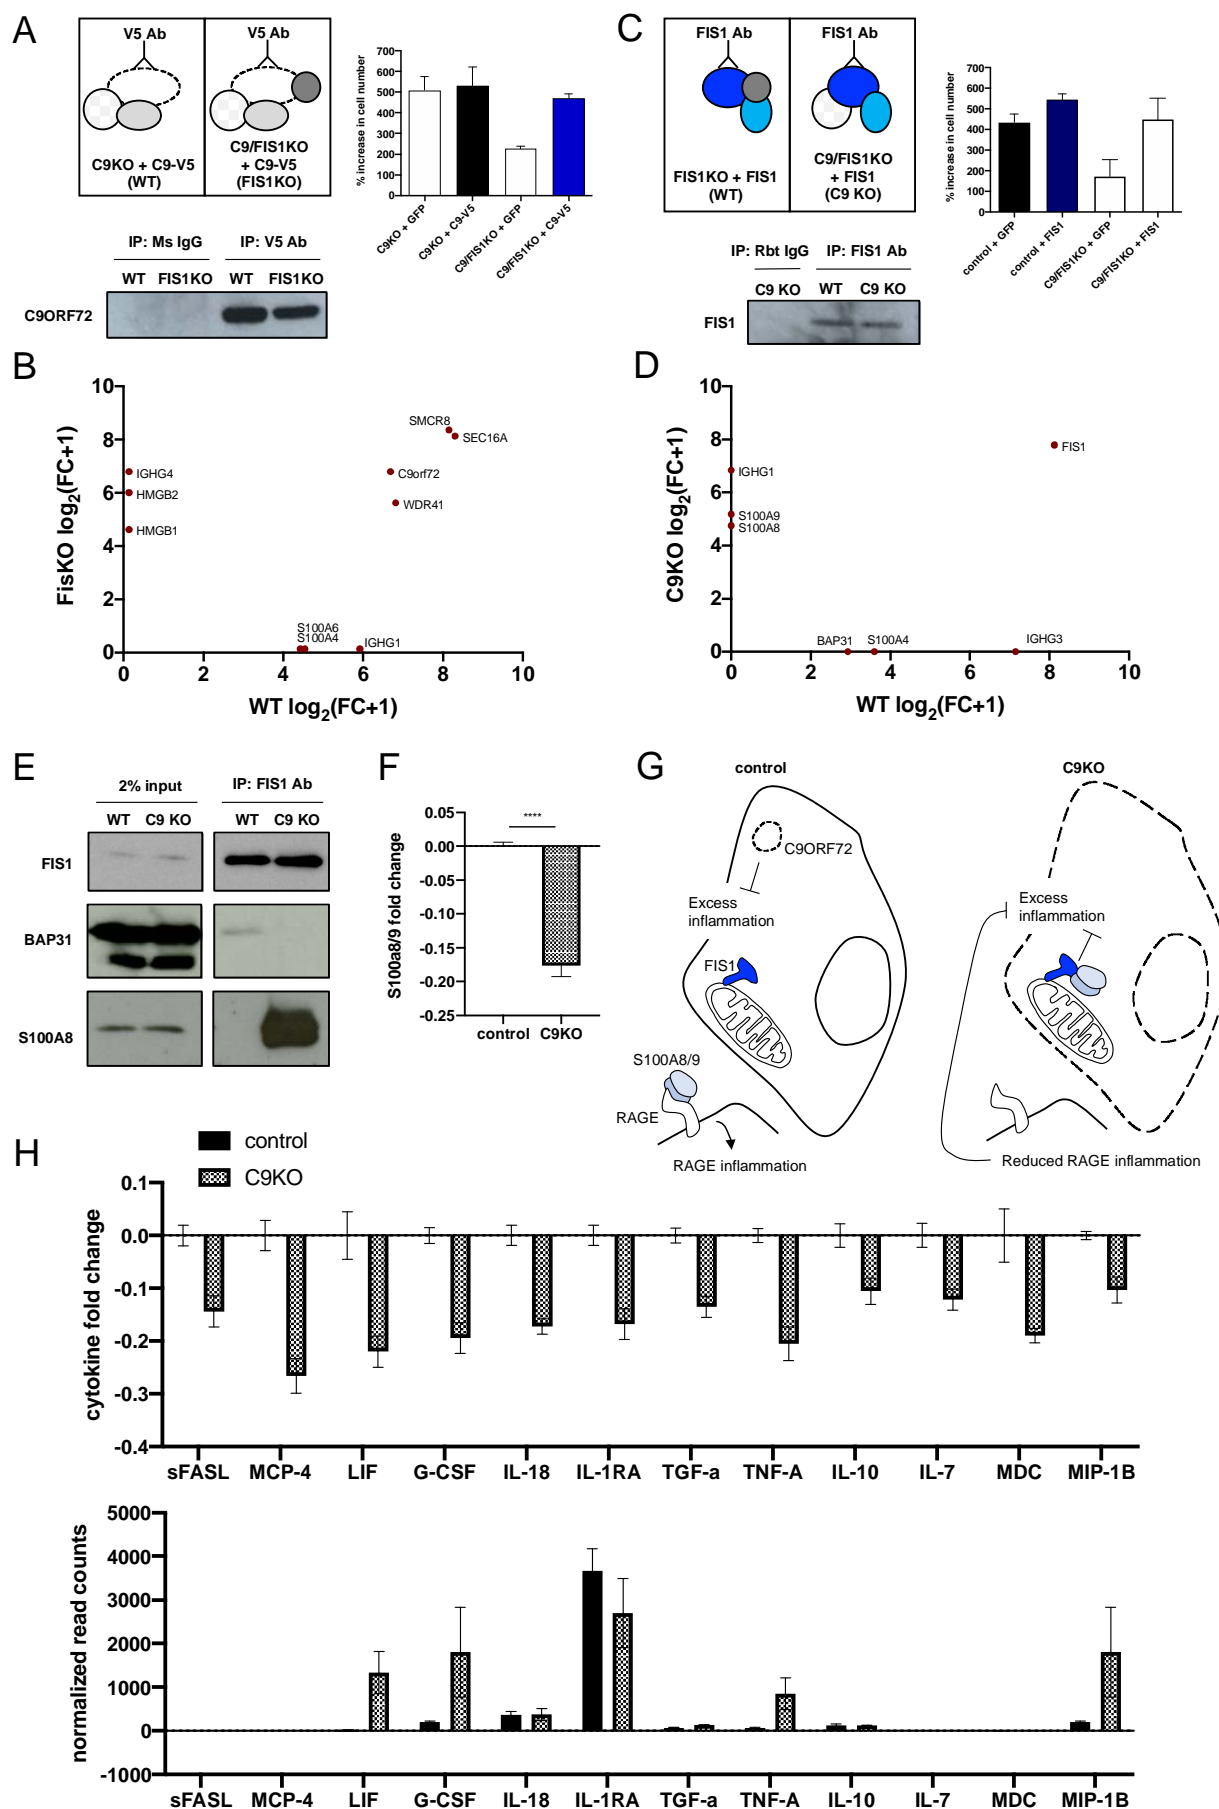 A
V5 Ab
V5 Ab
C9KO + C9-V5
(WT)
C9/FIS1KO
+ C9-V5
(FIS1KO)
% increase in cell number
700
600
500
400
300
200
100
0
C9KO + GFP
C9KO + C9-V5
C9/FIS1KO + GFP
C9/FIS1KO + C9-V5
IP: Ms IgG
IP: V5 Ab
WT
FIS1KO
WT
FIS1KO
C9ORF72
C
FIS1 Ab
FIS1 Ab
FIS1KO + FIS1
(WT)
C9/FIS1KO
+ FIS1
(C9 KO)
% increase in cell number
700
600
500
400
300
200
100
0
control + GFP
control + FIS1
C9/FIS1KO + GFP
C9/FIS1KO + FIS1
IP: Rbt IgG
IP: FIS1 Ab
C9 KO
WT
C9 KO
FIS1
B
FisKO log2(FC+1)
10
8
6
4
2
0
SMCR8
SEC16A
IGHG4
C9orf72
HMGB2
WDR41
HMGB1
S100A6
S100A4
IGHG1
0 2 4 6 8 10
WT log2(FC+1)
D
C9KO log2(FC+1)
10
8
6
4
2
0
FIS1
IGHG1
S100A9
S100A8
BAP31
S100A4
IGHG3
0 2 4 6 8 10
WT log2(FC+1)
E
2% input
IP: FIS1 Ab
WT
C9 KO
WT
C9 KO
FIS1
BAP31
S100A8
F
S100a8/9 fold change
0.05
0.00
-0.05
-0.10
-0.15
-0.20
-0.25
****
control
C9KO
G
control
C9ORF72
Excess
inflammation
FIS1
S100A8/9
RAGE
RAGE inflammation
C9KO
Excess
inflammation
Reduced RAGE inflammation
H
control
C9KO
cytokine fold change
0.1
0.0
-0.1
-0.2
-0.3
-0.4
sFASL MCP-4 LIF G-CSF IL-18 IL-1RA TGF-a TNF-A IL-10 IL-7 MDC MIP-1B
normalized read counts
5000
4000
3000
2000
1000
0
-1000
sFASL MCP-4 LIF G-CSF IL-18 IL-1RA TGF-a TNF-A IL-10 IL-7 MDC MIP-1B